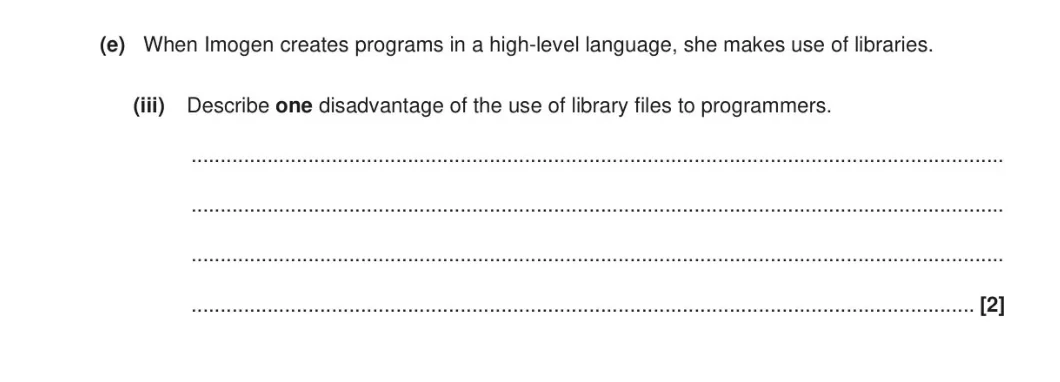 (e) When Imogen creates programs in a high-level language, she makes use of libraries.
(iii) Describe one disadvantage of the use of library files to programmers.
..........................................................................................................................................
..........................................................................................................................................
..........................................................................................................................................
..................................................................................................................................... [2]